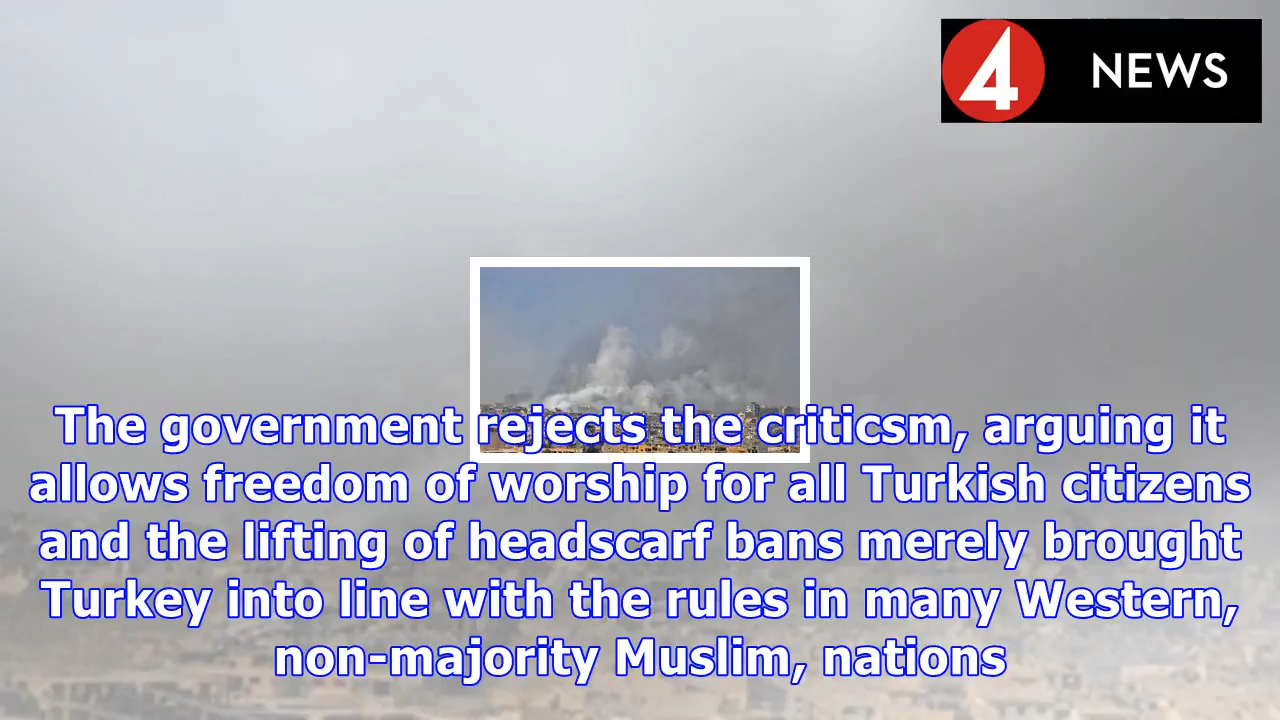 4 NEWS
The government rejects the criticsm, arguing it
allows freedom of worship for all Turkish citizens
and the lifting of headscarf bans merely brought
Turkey into line with the rules in many Western,
non-majority Muslim, nations